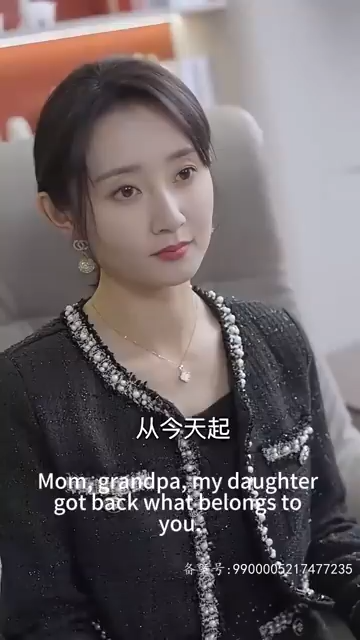 从今天起
Mom, grandpa, my daughter
got back what belongs to
you.
备案号:9900005217477235